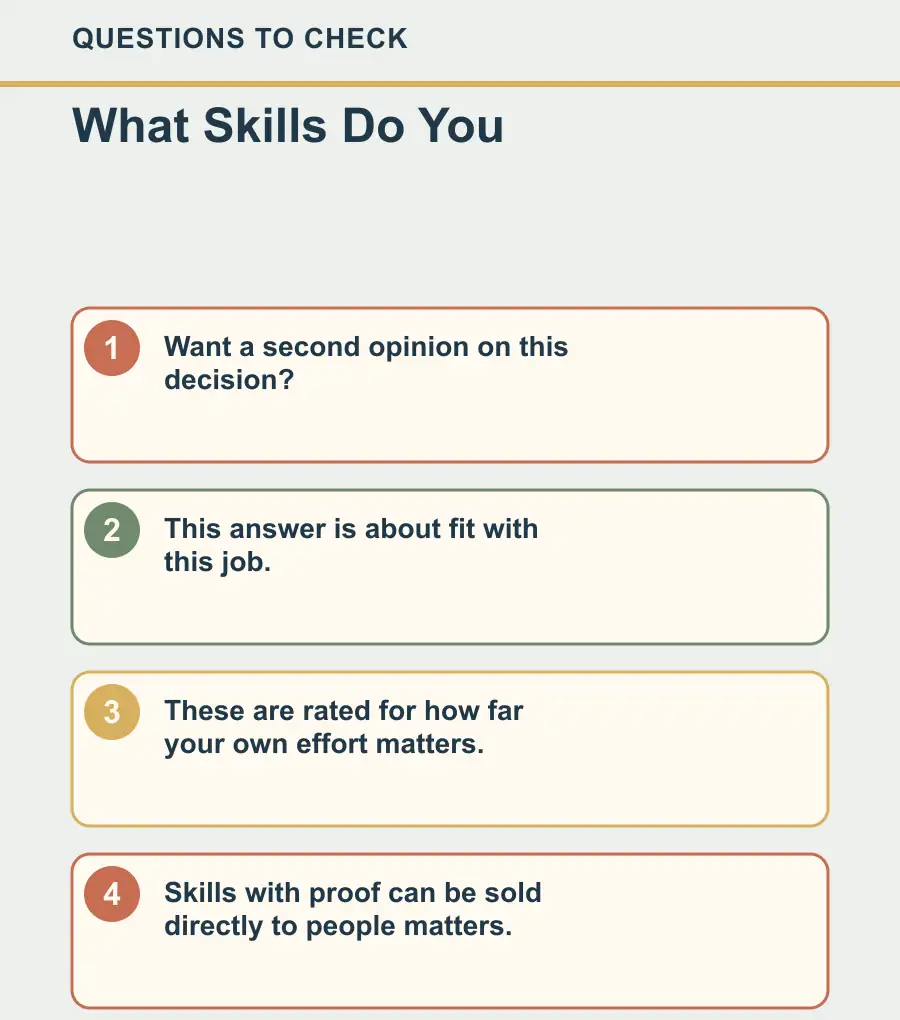 QUESTIONS TO CHECK
What Skills Do You
1
Want a second opinion on this
decision?
2
This answer is about fit with
this job.
3
These are rated for how far
your own effort matters.
4
Skills with proof can be sold
directly to people matters.